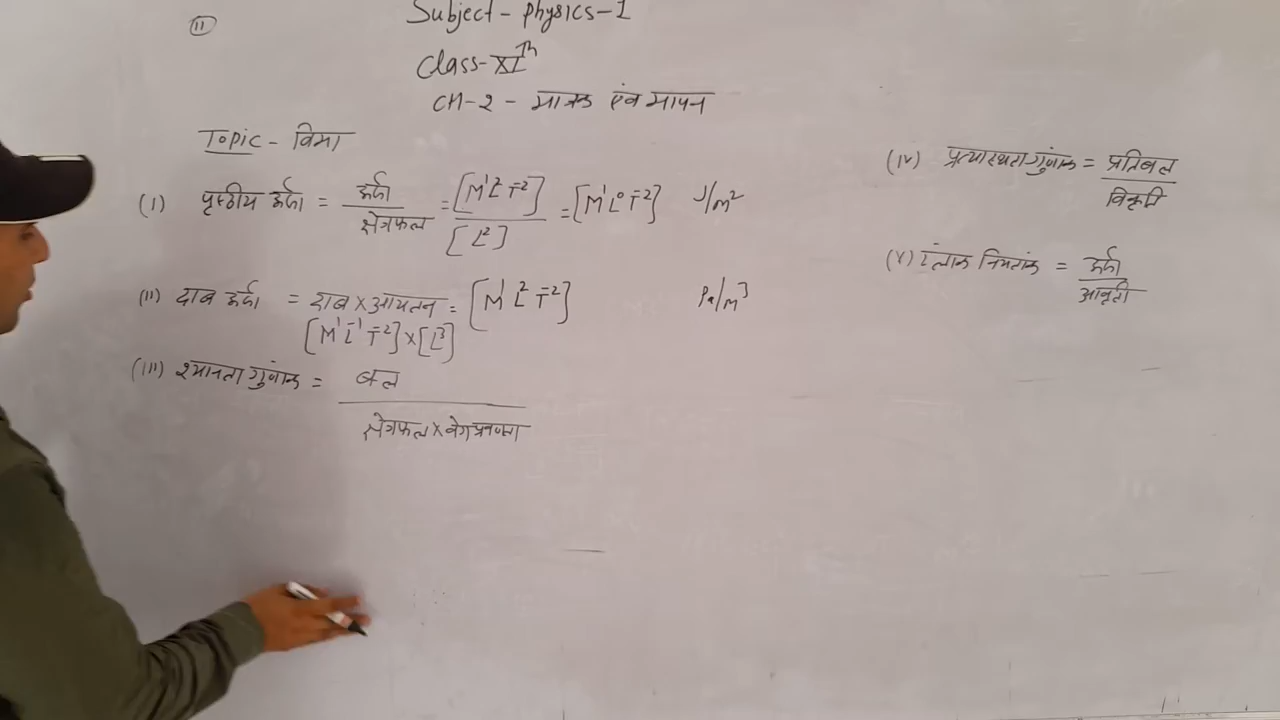 (11)
Subject - Physics-1
Class-XIth
CH-2 - मात्रक एंव मापन
Topic - विमा
(I) पृष्ठीय ऊर्जा = ऊर्जा / क्षेत्रफल = [M¹L²T⁻²] / [L²] = [M¹L⁰T⁻²] J/m²
(II) दाब ऊर्जा = दाब × आयतन = [M¹L²T⁻²] Pa/m³
[M¹L⁻¹T⁻²]×[L³]
(III) श्यानता गुंणांक = बल / क्षेत्रफल × वेग प्रवणता
(IV) प्रत्यास्थता गुंणांक = प्रतिबल / विकृति
(V) प्लांक नियतांक = ऊर्जा / आवृती